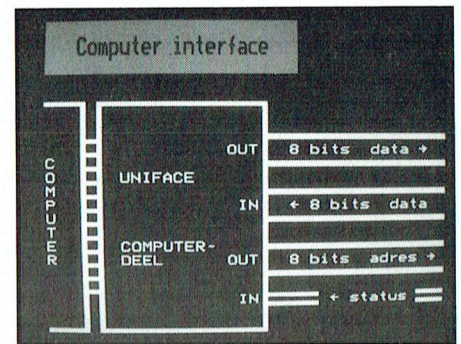 Computer interface
COMPUTER
UNIFACE
COMPUTER-
DEEL
OUT 8 bits data →
IN ← 8 bits data
OUT 8 bits adres →
IN ← status